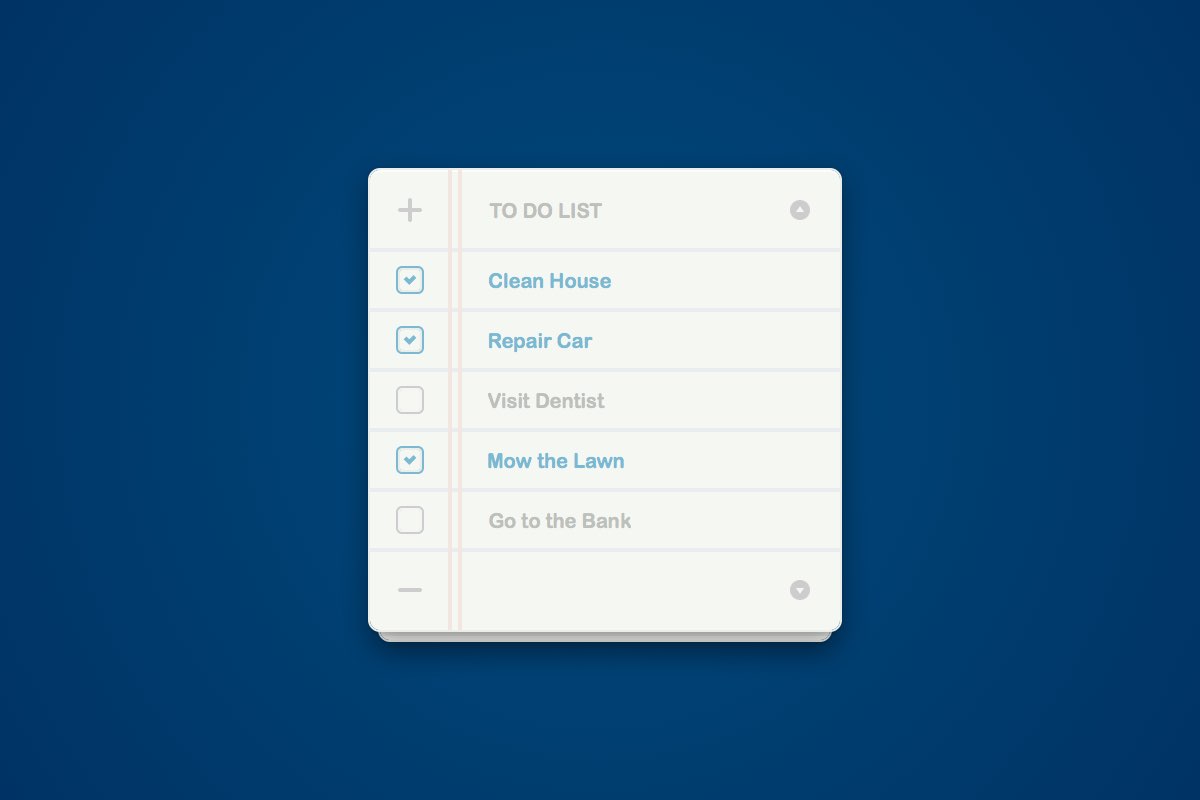 TO DO LIST
Clean House
Repair Car
Visit Dentist
Mow the Lawn
Go to the Bank